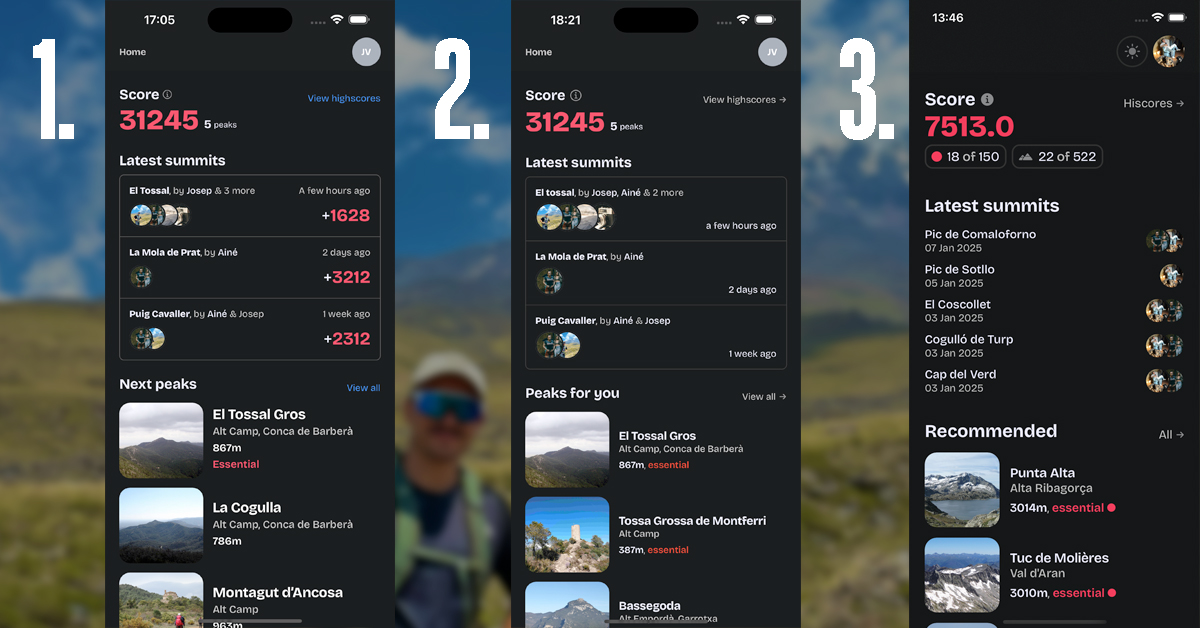 1.
17:05
Home
JV
Score
View highscores
31245 5 peaks
Latest summits
El Tossal, by Josep & 3 more
A few hours ago
+1628
La Mola de Prat, by Ainé
2 days ago
+3212
Puig Cavaller, by Ainé & Josep
1 week ago
+2312
Next peaks
View all
El Tossal Gros
Alt Camp, Conca de Barberà
867m
Essential
La Cogulla
Alt Camp, Conca de Barberà
786m
Montagut d'Ancosa
Alt Camp
963m
2.
18:21
Home
JV
Score
View highscores →
31245 5 peaks
Latest summits
El tossal, by Josep, Ainé & 2 more
a few hours ago
La Mola de Prat, by Ainé
2 days ago
Puig Cavaller, by Ainé & Josep
1 week ago
Peaks for you
View all →
El Tossal Gros
Alt Camp, Conca de Barberà
867m, essential
Tossa Grossa de Montferri
Alt Camp
387m, essential
Bassegoda
Alt Empordà, Garrotxa
3.
13:46
Score
Hiscores →
7513.0
18 of 150
22 of 522
Latest summits
Pic de Comaloforno
07 Jan 2025
Pic de Sotllo
05 Jan 2025
El Coscollet
03 Jan 2025
Cogulló de Turp
03 Jan 2025
Cap del Verd
03 Jan 2025
Recommended
All →
Punta Alta
Alta Ribagorça
3014m, essential
Tuc de Molières
Val d'Aran
3010m, essential